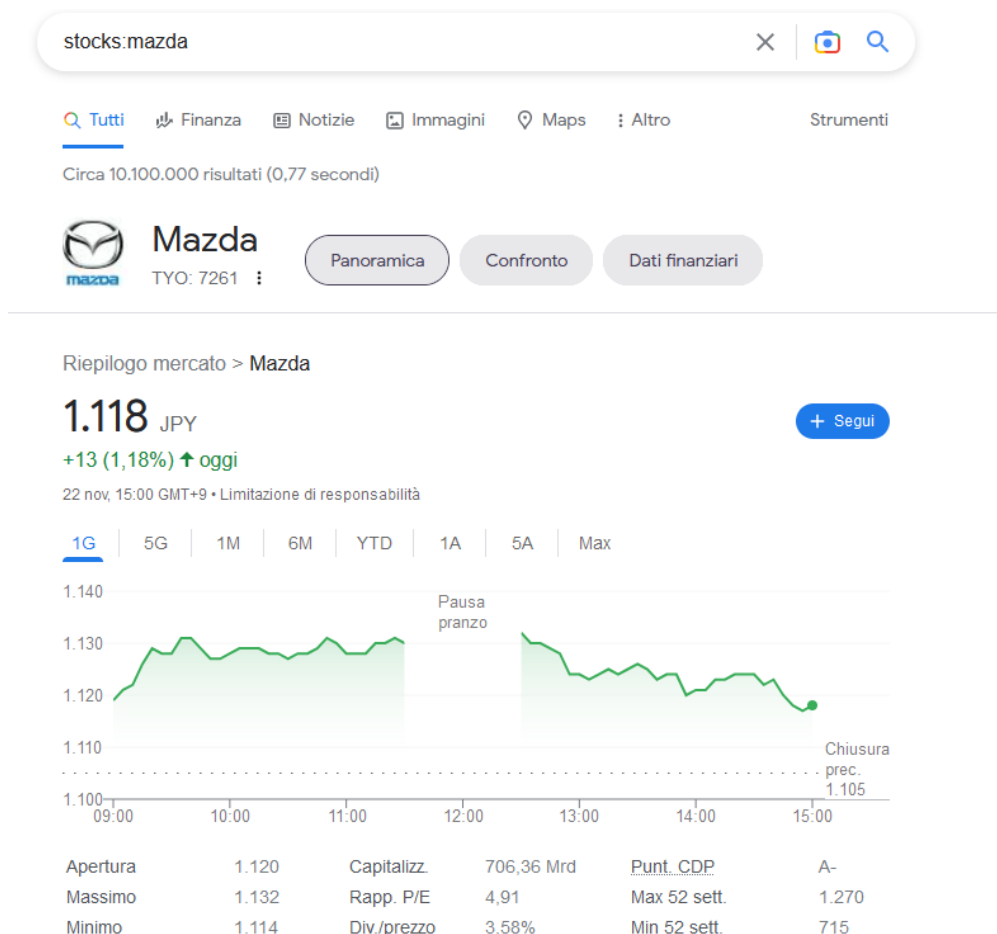 stocks:mazda
Tutti Finanza Notizie Immagini Maps Altro Strumenti
Circa 10.100.000 risultati (0,77 secondi)
mazda
Mazda
TYO: 7261
Panoramica Confronto Dati finanziari
Riepilogo mercato > Mazda
1.118 JPY
+ Segui
+13 (1,18%) ↑ oggi
22 nov, 15:00 GMT+9 • Limitazione di responsabilità
1G 5G 1M 6M YTD 1A 5A Max
1.140
Pausa
pranzo
1.130
1.120
1.110
Chiusura
prec.
1.105
1.100
09:00 10:00 11:00 12:00 13:00 14:00 15:00
Apertura 1.120 Capitalizz. 706,36 Mrd Punt. CDP A-
Massimo 1.132 Rapp. P/E 4,91 Max 52 sett. 1.270
Minimo 1.114 Div./prezzo 3.58% Min 52 sett. 715